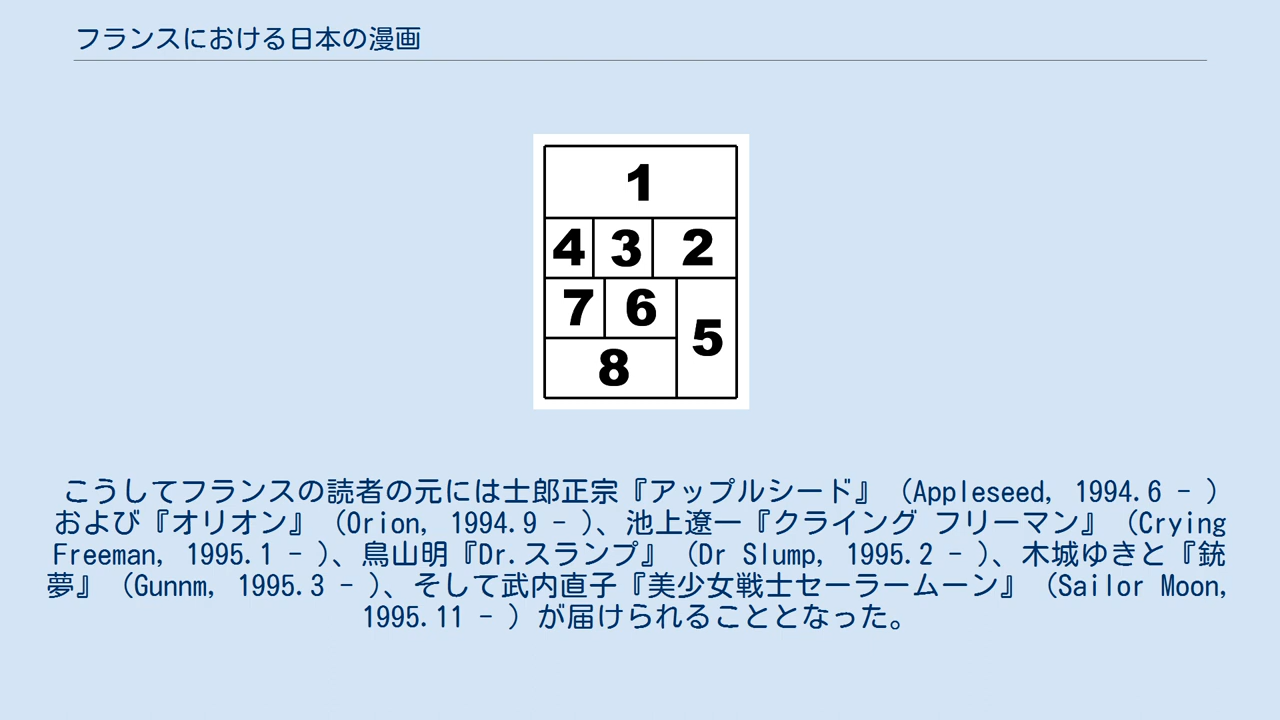 フランスにおける日本の漫画
1
4 3 2
7 6
5
8
こうしてフランスの読者の元には士郎正宗『アップルシード』（Appleseed, 1994.6 - ）
および『オリオン』（Orion, 1994.9 - ）、池上遼一『クライング フリーマン』（Crying
Freeman, 1995.1 - ）、鳥山明『Dr.スランプ』（Dr Slump, 1995.2 - ）、木城ゆきと『銃
夢』（Gunnm, 1995.3 - ）、そして武内直子『美少女戦士セーラームーン』（Sailor Moon,
1995.11 - ）が届けられることとなった。